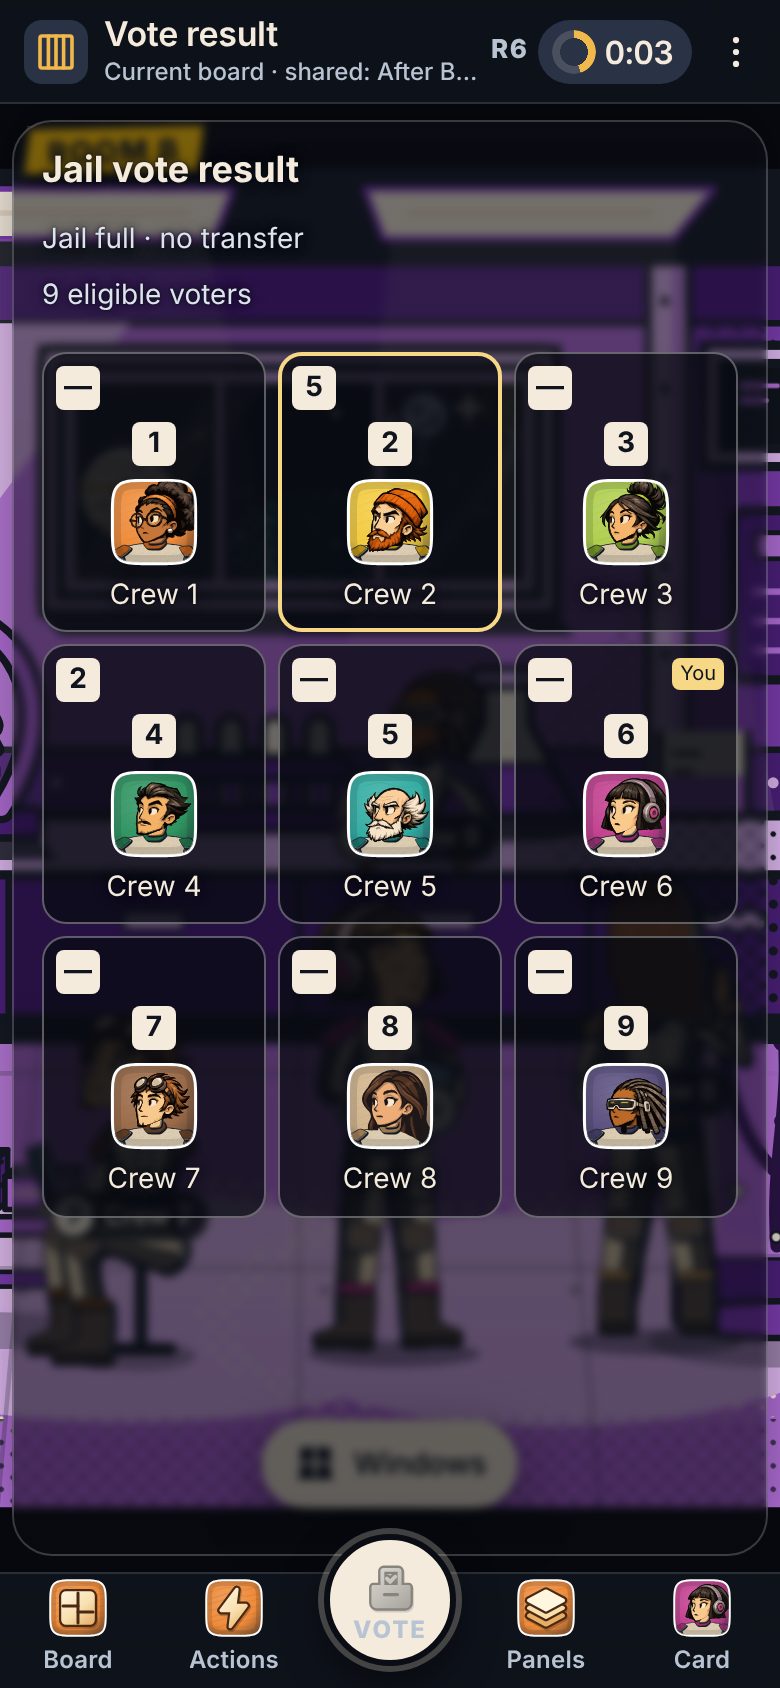 Vote result
Current board · shared: After B...
R6
0:03
Jail vote result
Jail full · no transfer
9 eligible voters
—
1
Crew 1
5
2
Crew 2
—
3
Crew 3
2
4
Crew 4
—
5
Crew 5
—
You
6
Crew 6
—
7
Crew 7
—
8
Crew 8
—
9
Crew 9
Windows
Board
Actions
VOTE
Panels
Card